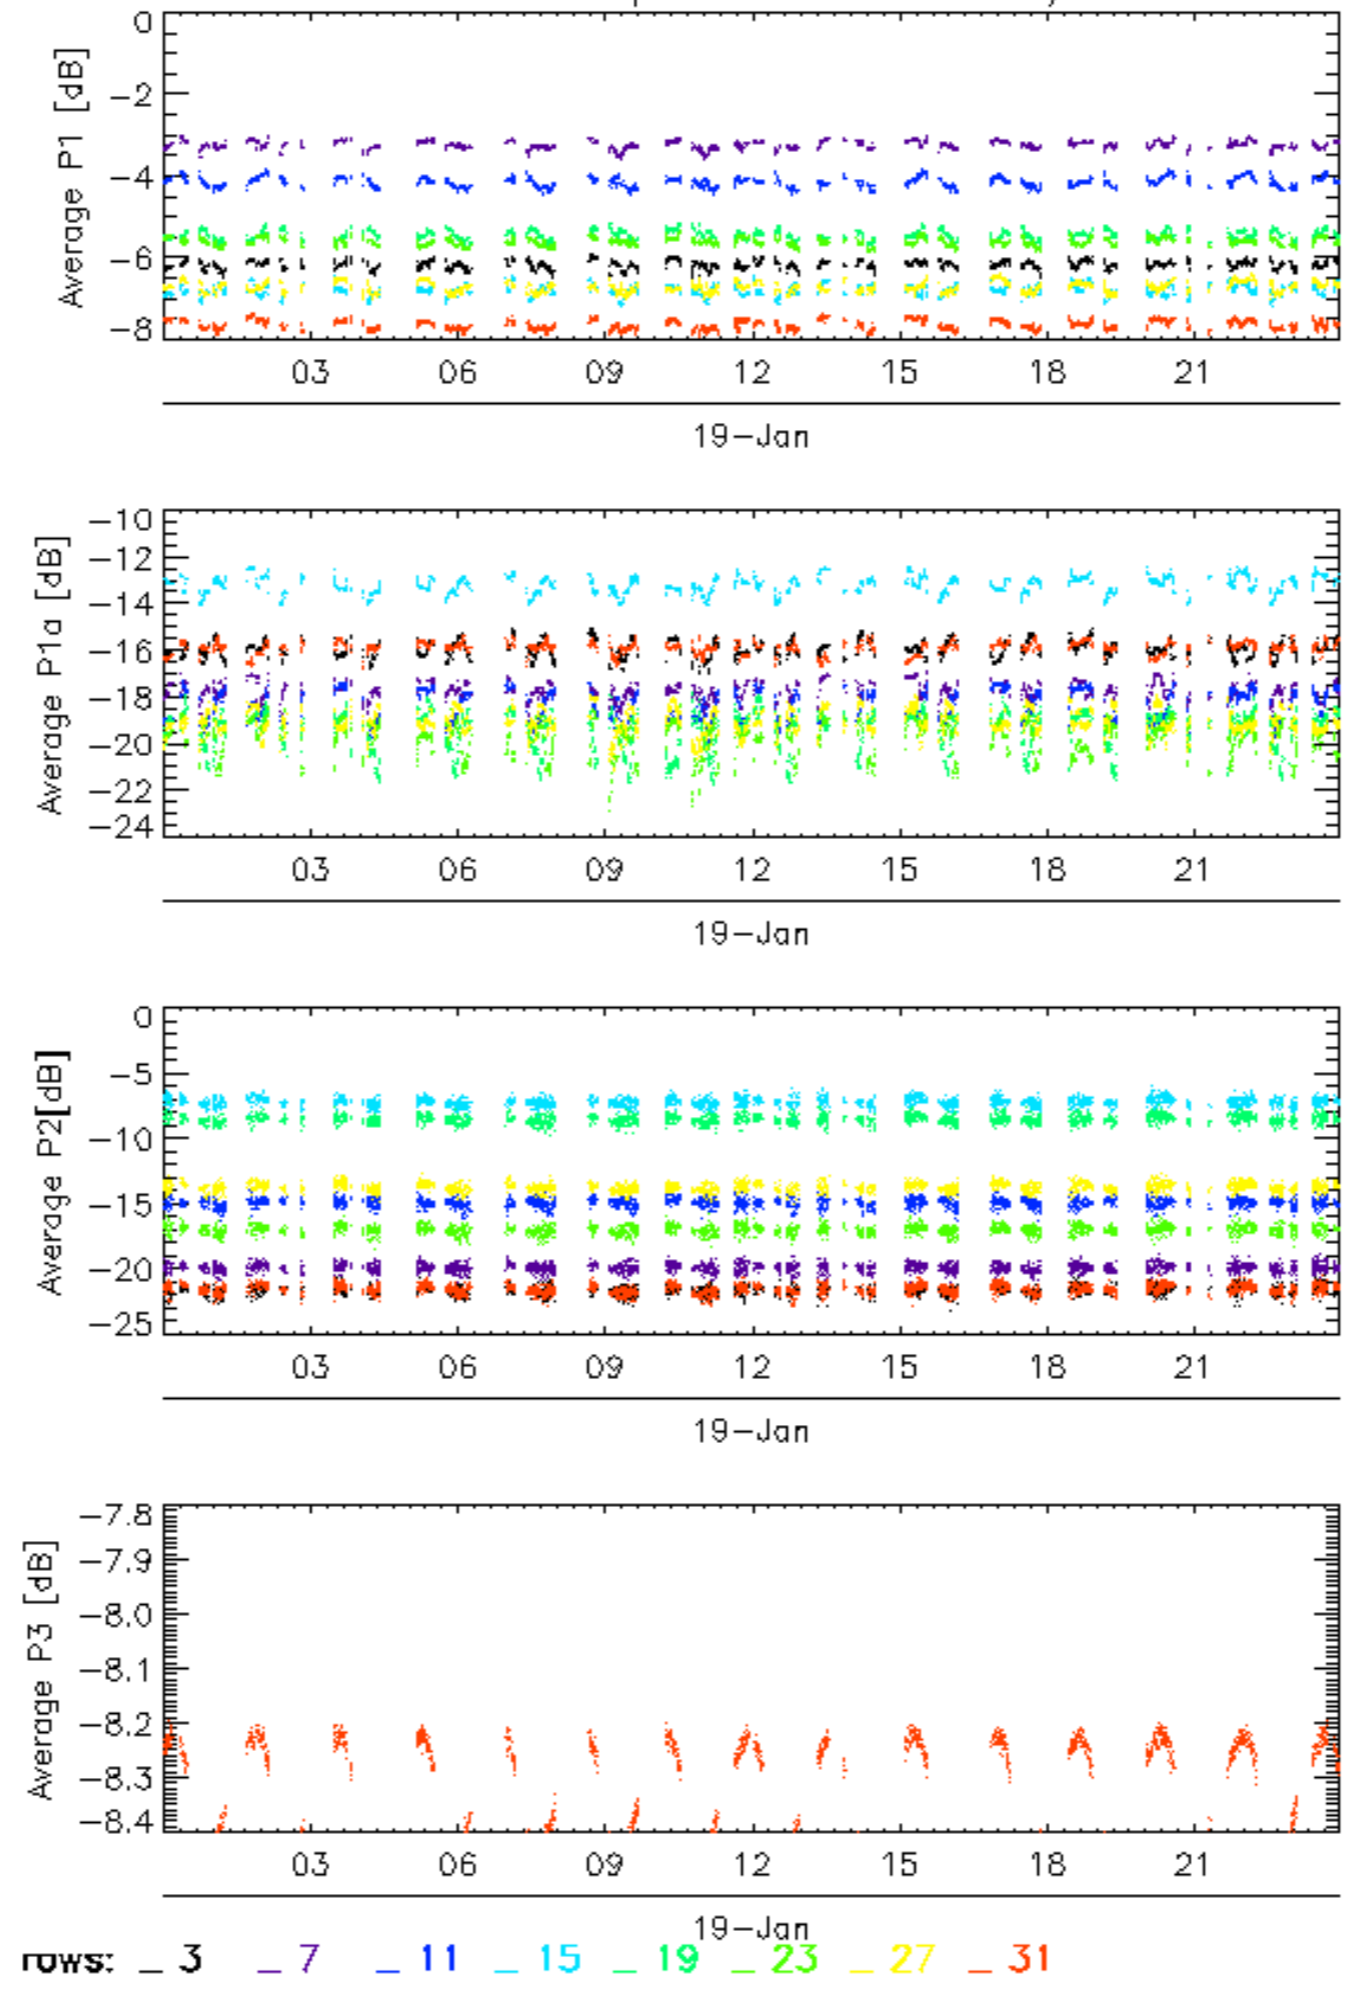 Average P1 [dB]
0
−2
−4
−6
−8
03 06 09 12 15 18 21
19−Jan
Average P1a [dB]
−10
−12
−14
−16
−18
−20
−22
−24
03 06 09 12 15 18 21
19−Jan
Average P2[dB]
0
−5
−10
−15
−20
−25
03 06 09 12 15 18 21
19−Jan
Average P3 [dB]
−7.8
−7.9
−8.0
−8.1
−8.2
−8.3
−8.4
03 06 09 12 15 18 21
19−Jan
rows: _ 3 _ 7 _ 11 _ 15 _ 19 _ 23 _ 27 _ 31